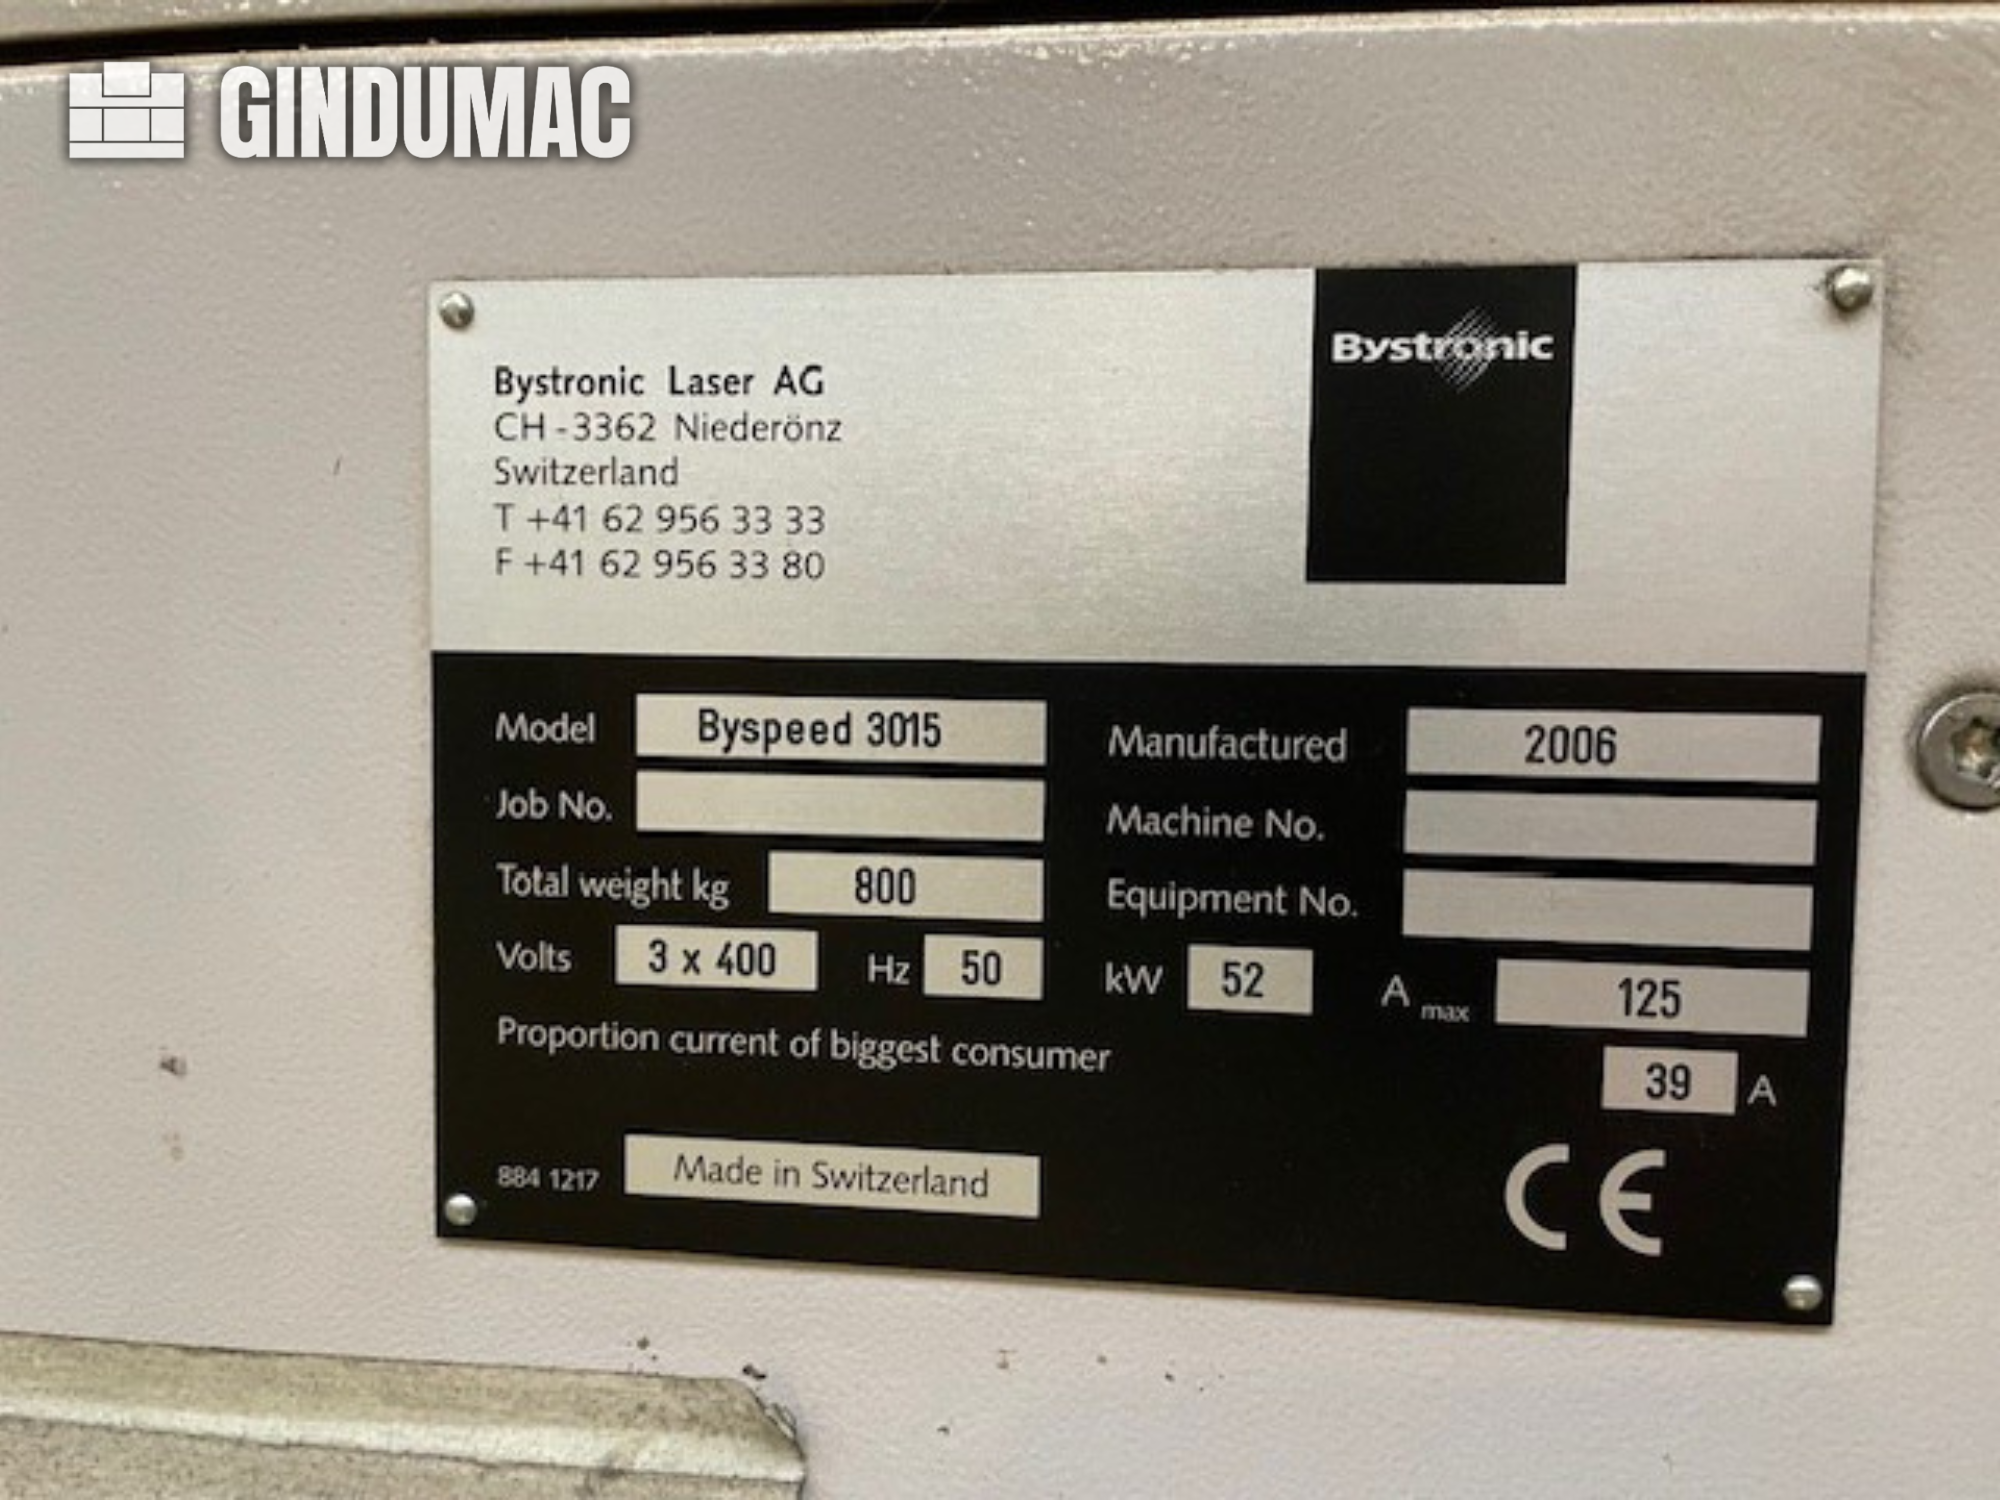 GINDUMAC
Bystronic
Bystronic Laser AG
CH-3362 Niederönz
Switzerland
T +41 62 956 33 33
F +41 62 956 33 80
Model Byspeed 3015 Manufactured 2006
Job No. Machine No.
Total weight kg 800 Equipment No.
Volts 3 x 400 Hz 50 kW 52 A max 125
Proportion current of biggest consumer 39 A
884 1217 Made in Switzerland CE